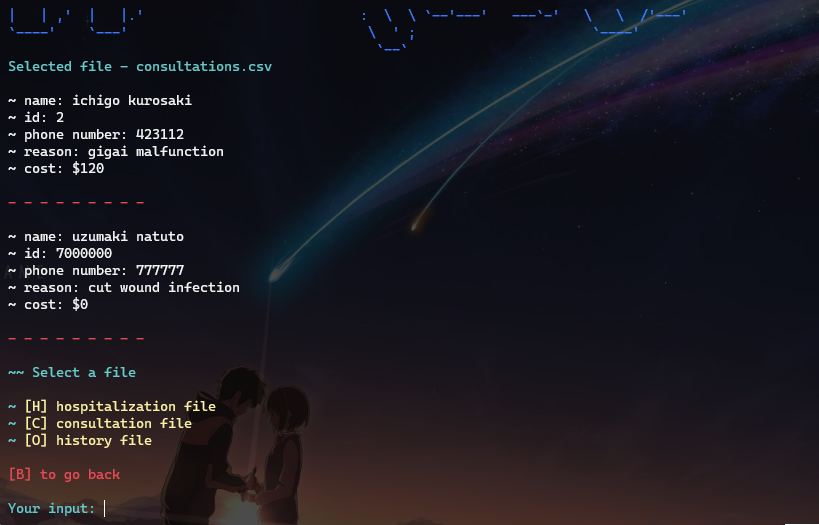 Selected file - consultations.csv
~ name: ichigo kurosaki
~ id: 2
~ phone number: 423112
~ reason: gigai malfunction
~ cost: $120
- - - - - - - - -
~ name: uzumaki natuto
~ id: 7000000
~ phone number: 777777
~ reason: cut wound infection
~ cost: $0
- - - - - - - - -
~~ Select a file
~ [H] hospitalization file
~ [C] consultation file
~ [O] history file
[B] to go back
Your input: